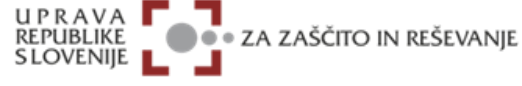 UPRAVA
REPUBLIKE
SLOVENIJE
ZA ZAŠČITO IN REŠEVANJE